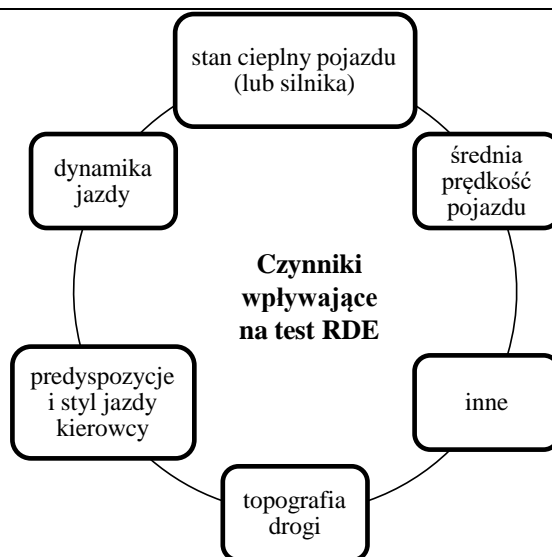 stan cieplny pojazdu
(lub silnika)
średnia
prędkość
pojazdu
inne
topografia
drogi
predyspozycje
i styl jazdy
kierowcy
dynamika
jazdy
Czynniki
wpływające
na test RDE